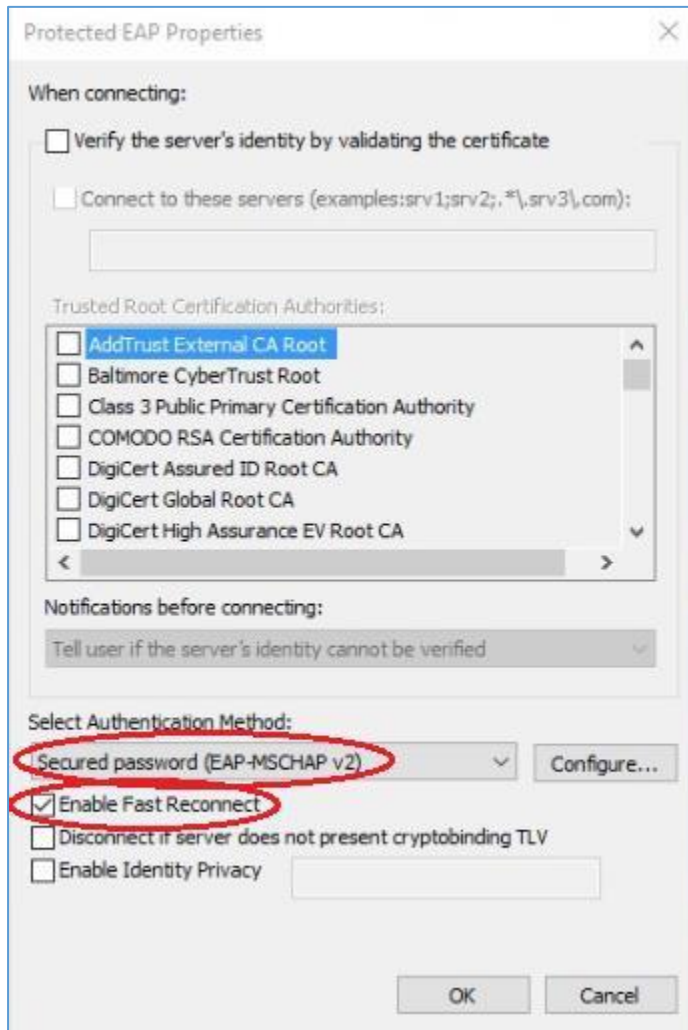 Protected EAP Properties
When connecting:
Verify the server's identity by validating the certificate
Connect to these servers (examples:srv1;srv2;.*\.srv3\.com):
Trusted Root Certification Authorities:
AddTrust External CA Root
Baltimore CyberTrust Root
Class 3 Public Primary Certification Authority
COMODO RSA Certification Authority
DigiCert Assured ID Root CA
DigiCert Global Root CA
DigiCert High Assurance EV Root CA
Notifications before connecting:
Tell user if the server's identity cannot be verified
Select Authentication Method:
Secured password (EAP-MSCHAP v2) Configure...
Enable Fast Reconnect
Disconnect if server does not present cryptobinding TLV
Enable Identity Privacy
OK Cancel